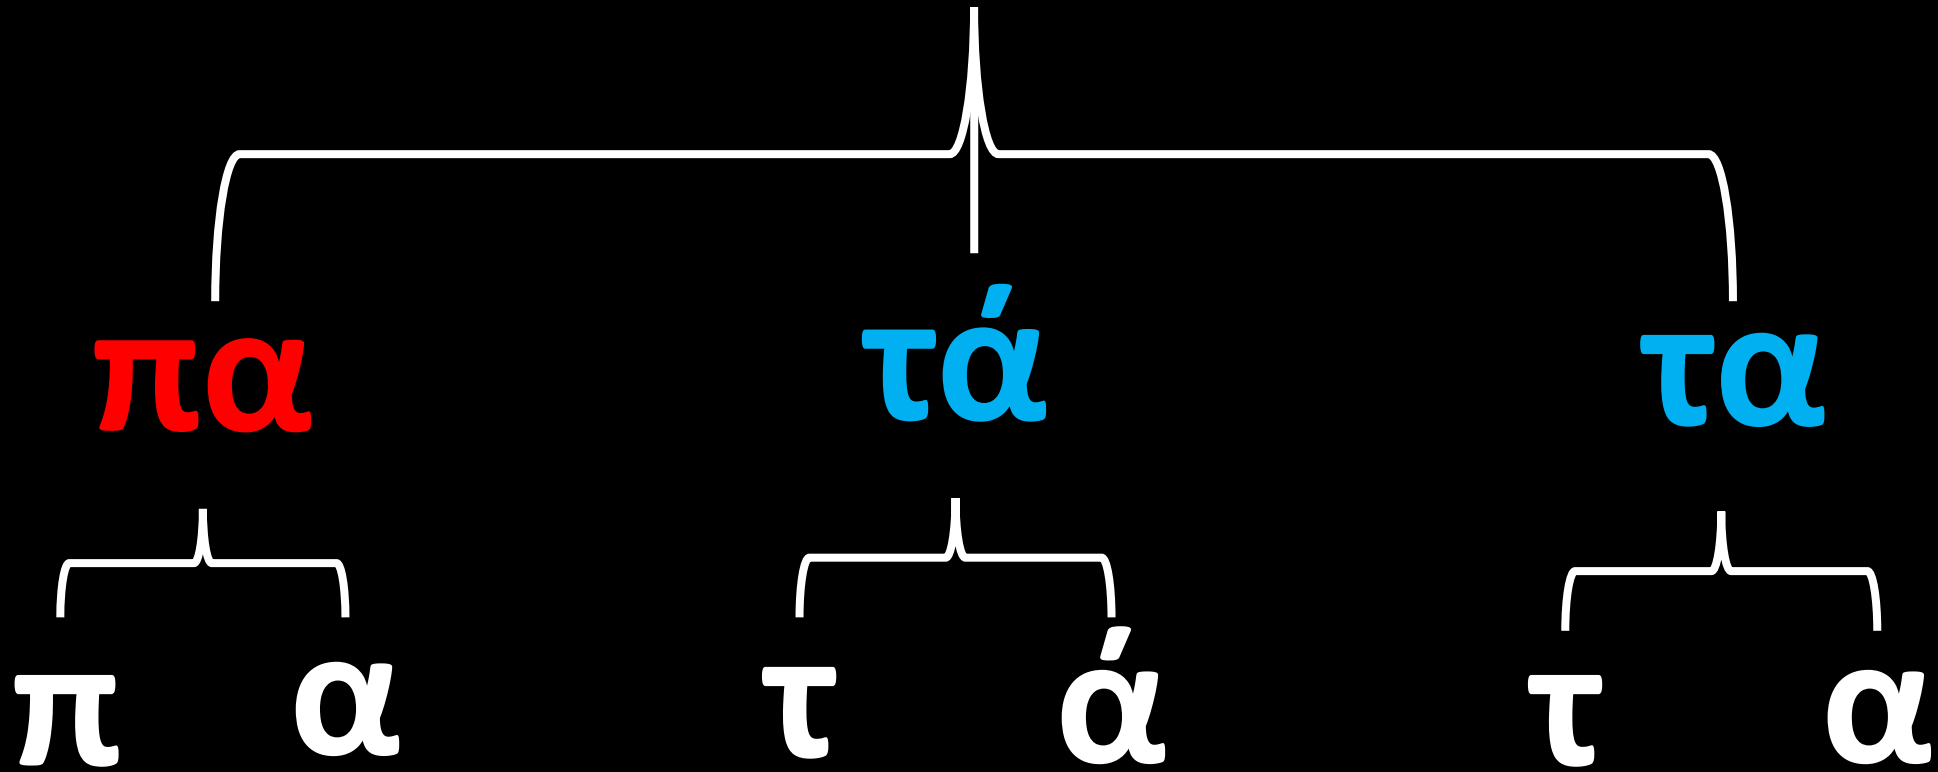 πα τά τα
π α τ ά τ α